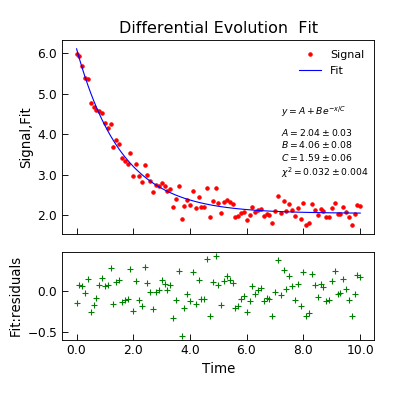 Differential Evolution Fit
Signal,Fit
6.0
5.0
4.0
3.0
2.0
Signal
Fit
y = A + Be^{-x/C}
A = 2.04 ± 0.03
B = 4.06 ± 0.08
C = 1.59 ± 0.06
χ² = 0.032 ± 0.004
Fit:residuals
0.0
−0.5
0.0 2.0 4.0 6.0 8.0 10.0
Time